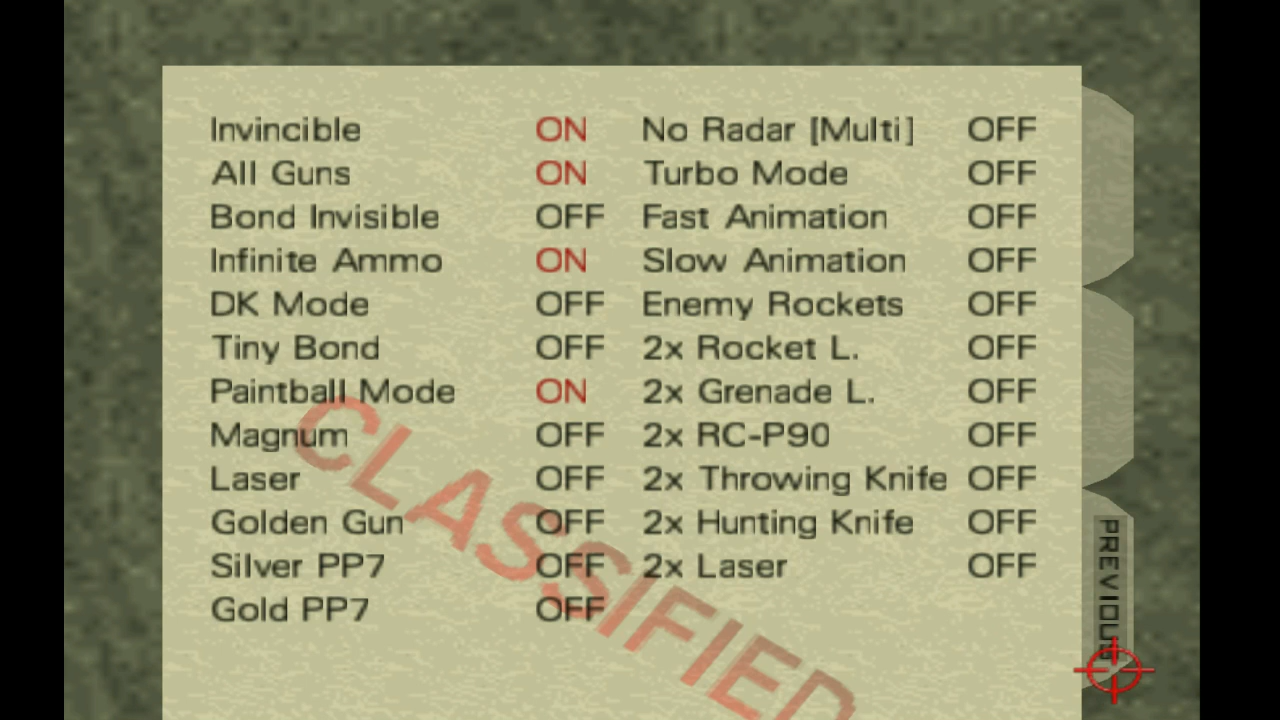 Invincible ON No Radar [Multi] OFF
All Guns ON Turbo Mode OFF
Bond Invisible OFF Fast Animation OFF
Infinite Ammo ON Slow Animation OFF
DK Mode OFF Enemy Rockets OFF
Tiny Bond OFF 2x Rocket L. OFF
Paintball Mode ON 2x Grenade L. OFF
Magnum OFF 2x RC-P90 OFF
Laser OFF 2x Throwing Knife OFF
Golden Gun OFF 2x Hunting Knife OFF
Silver PP7 OFF 2x Laser OFF
Gold PP7 OFF
CLASSIFIED
PREVIOUS